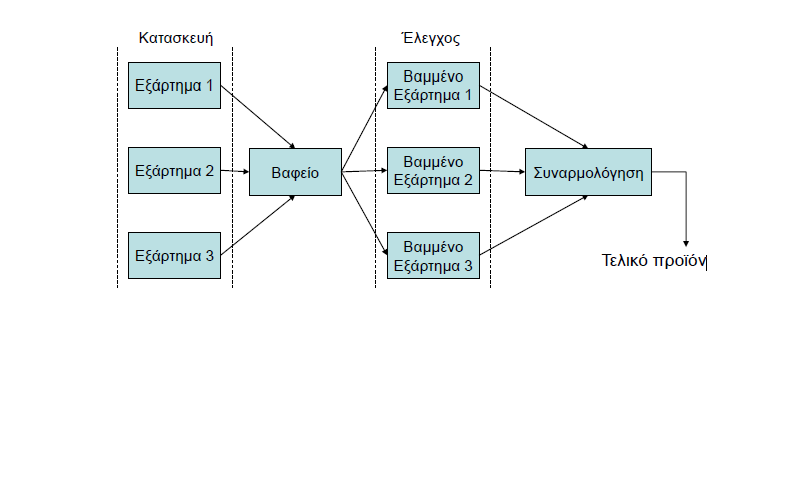 Κατασκευή
Έλεγχος
Εξάρτημα 1
Βαμμένο
Εξάρτημα 1
Εξάρτημα 2
Βαφείο
Βαμμένο
Εξάρτημα 2
Συναρμολόγηση
Εξάρτημα 3
Βαμμένο
Εξάρτημα 3
Τελικό προϊόν